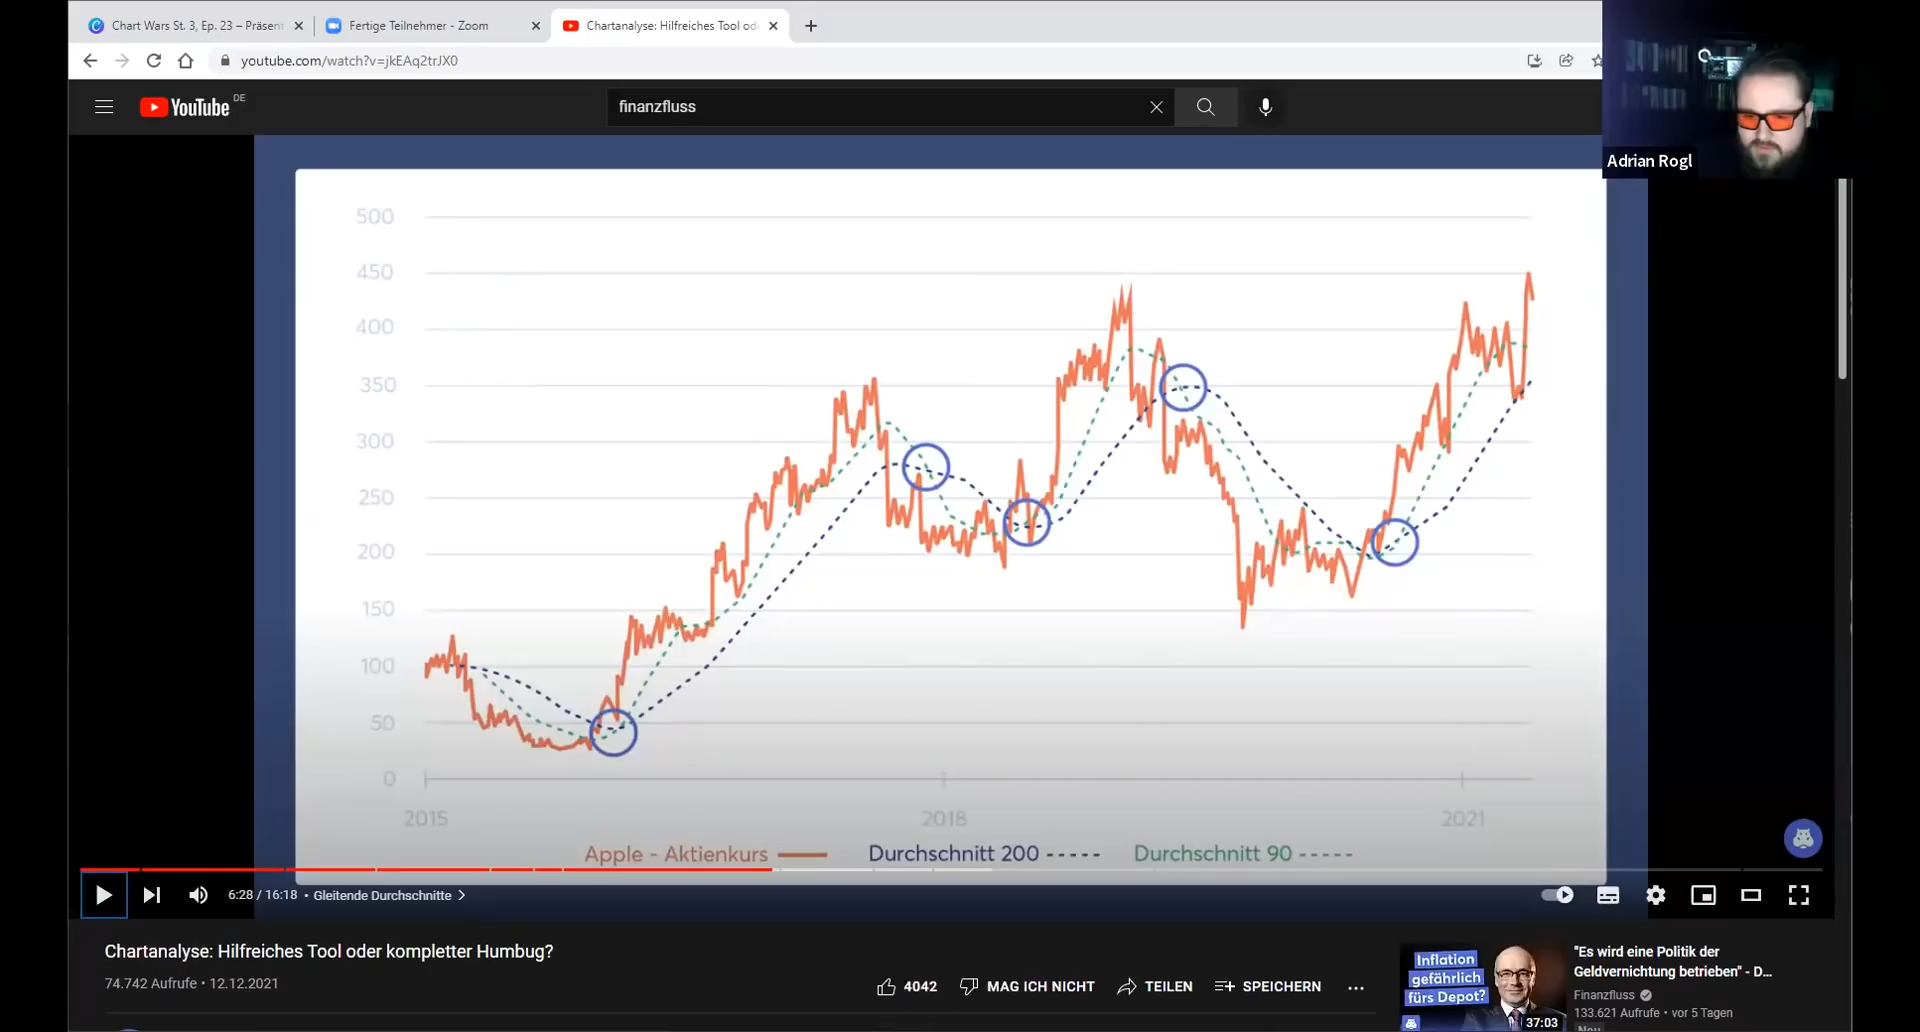 Chart Wars St. 3, Ep. 23 – Präsent
Fertige Teilnehmer - Zoom
Chartanalyse: Hilfreiches Tool od
youtube.com/watch?v=jkEAq2trJX0
YouTube DE
finanzfluss
Adrian Rogl
500
450
400
350
300
250
200
150
100
50
0
2015 2018 2021
Apple - Aktienkurs Durchschnitt 200 Durchschnitt 90
6:28 / 16:18 • Gleitende Durchschnitte
Chartanalyse: Hilfreiches Tool oder kompletter Humbug?
74.742 Aufrufe • 12.12.2021
4042 MAG ICH NICHT TEILEN SPEICHERN
Inflation
gefährlich
fürs Depot?
37:03
"Es wird eine Politik der
Geldvernichtung betrieben" - D...
Finanzfluss
133.621 Aufrufe • vor 5 Tagen
Neu